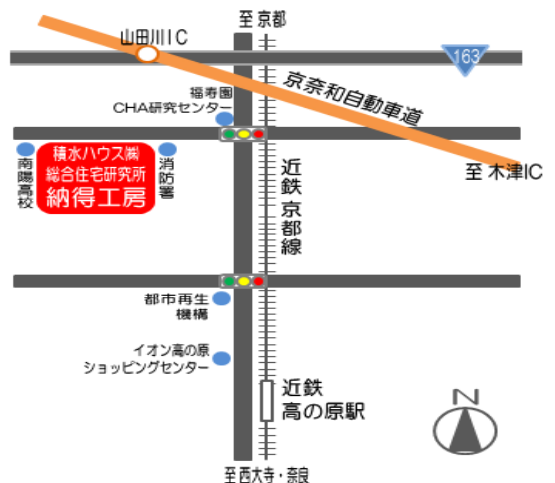 至 京都
山田川IC
163
京奈和自動車道
福寿園
CHA研究センター
積水ハウス㈱
総合住宅研究所
納得工房
南陽高校
消防署
至 木津IC
近鉄京都線
都市再生
機構
イオン高の原
ショッピングセンター
近鉄
高の原駅
N
至西大寺・奈良